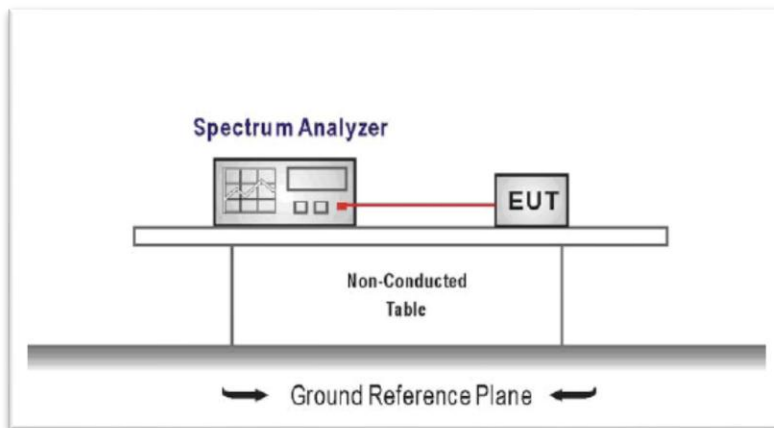 Spectrum Analyzer
EUT
Non-Conducted
Table
Ground Reference Plane